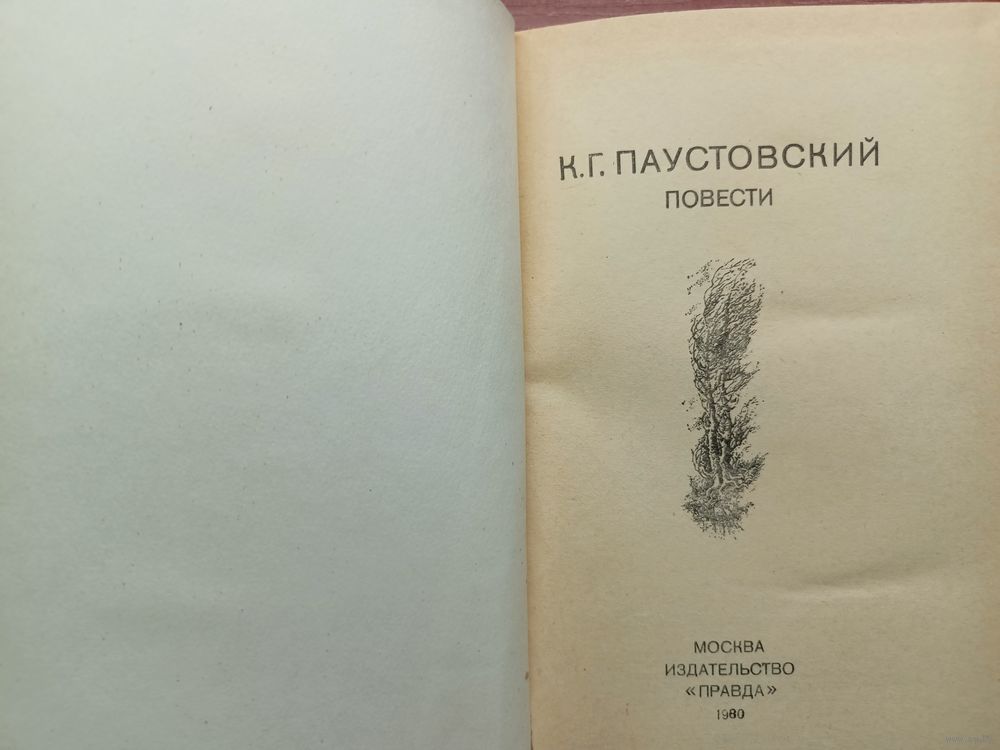 К.Г. ПАУСТОВСКИЙ
ПОВЕСТИ
МОСКВА
ИЗДАТЕЛЬСТВО
«ПРАВДА»
1980